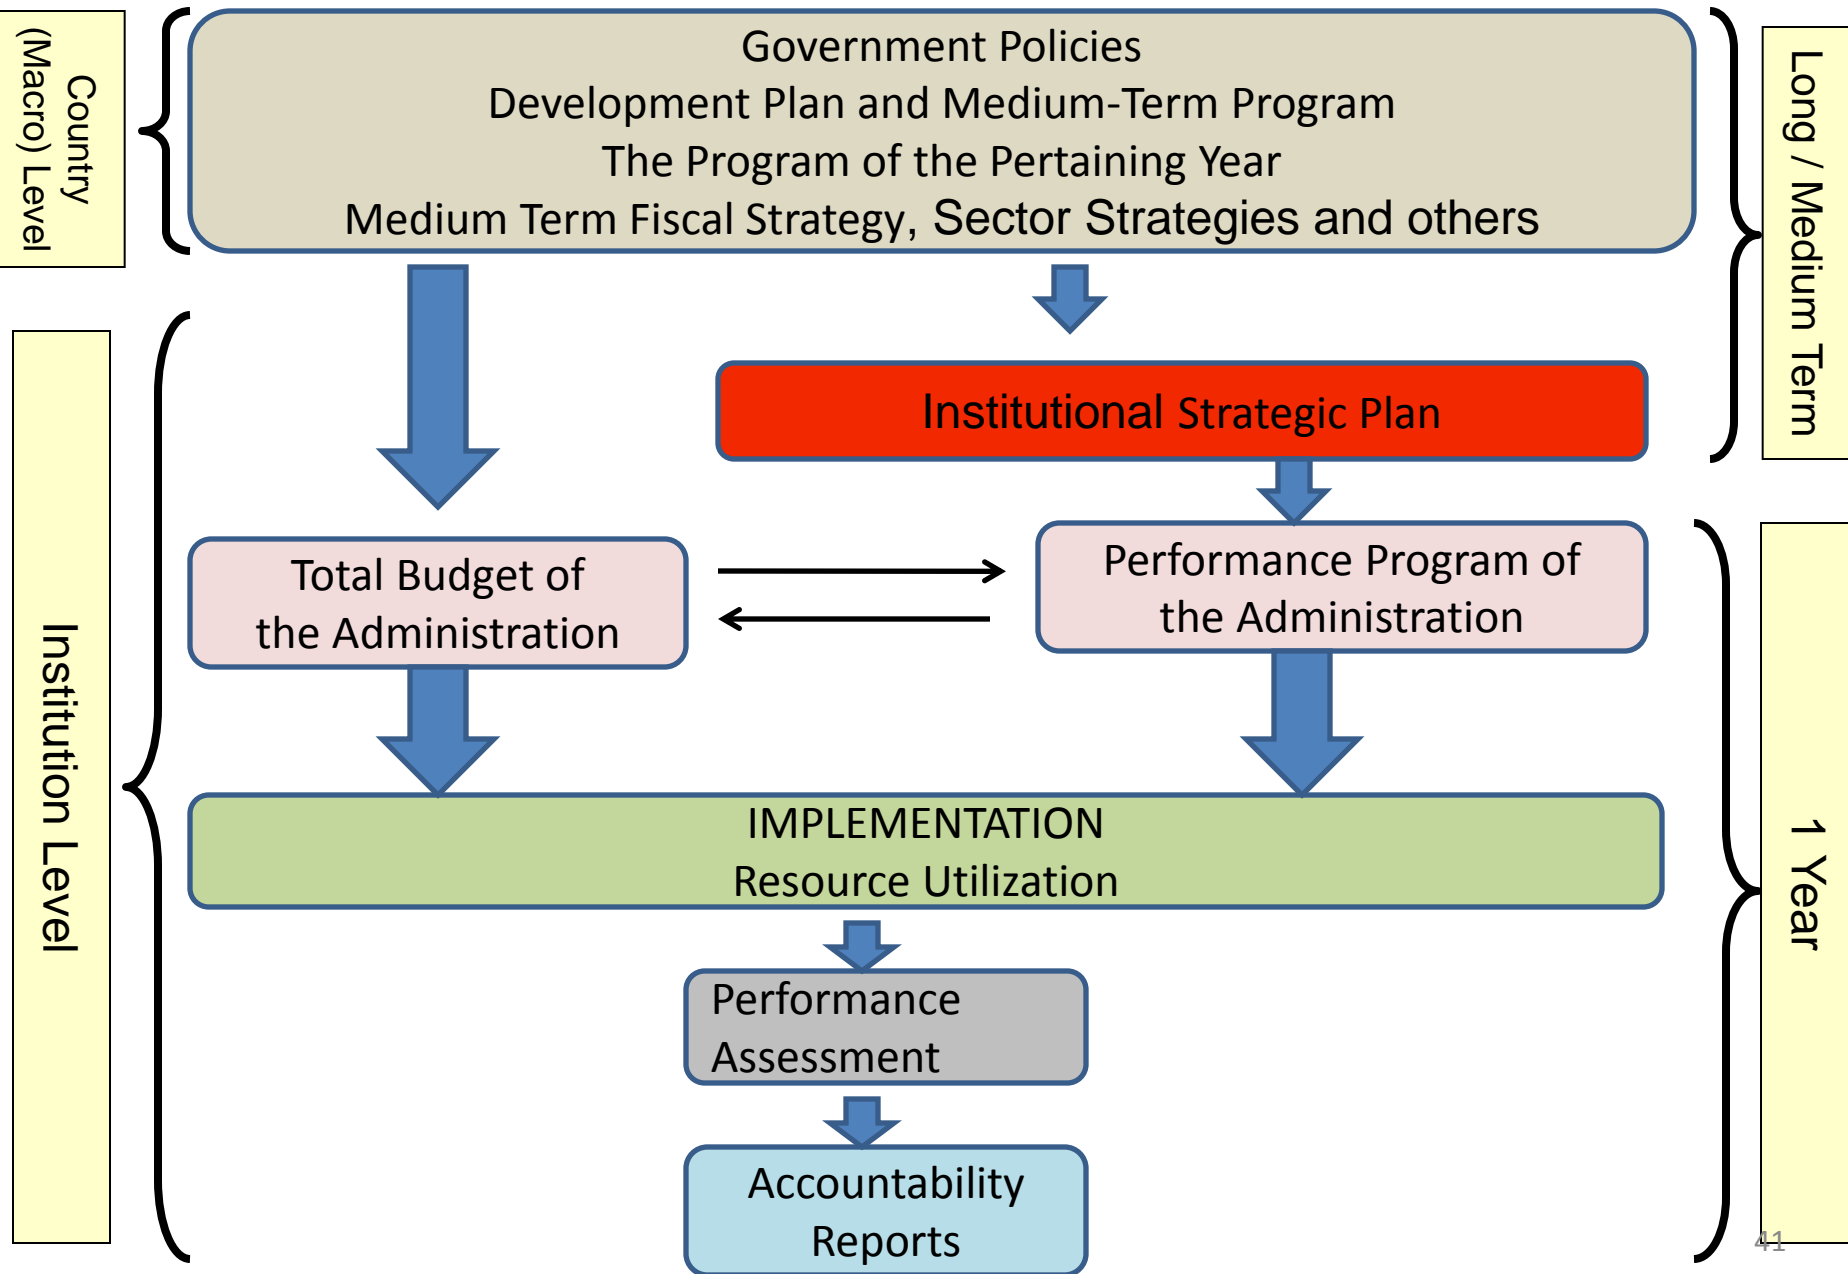 Country
(Macro) Level
Government Policies
Development Plan and Medium-Term Program
The Program of the Pertaining Year
Medium Term Fiscal Strategy, Sector Strategies and others
Long / Medium Term
Institutional Strategic Plan
Institution Level
Total Budget of
the Administration
Performance Program of
the Administration
1 Year
IMPLEMENTATION
Resource Utilization
Performance
Assessment
Accountability
Reports
41